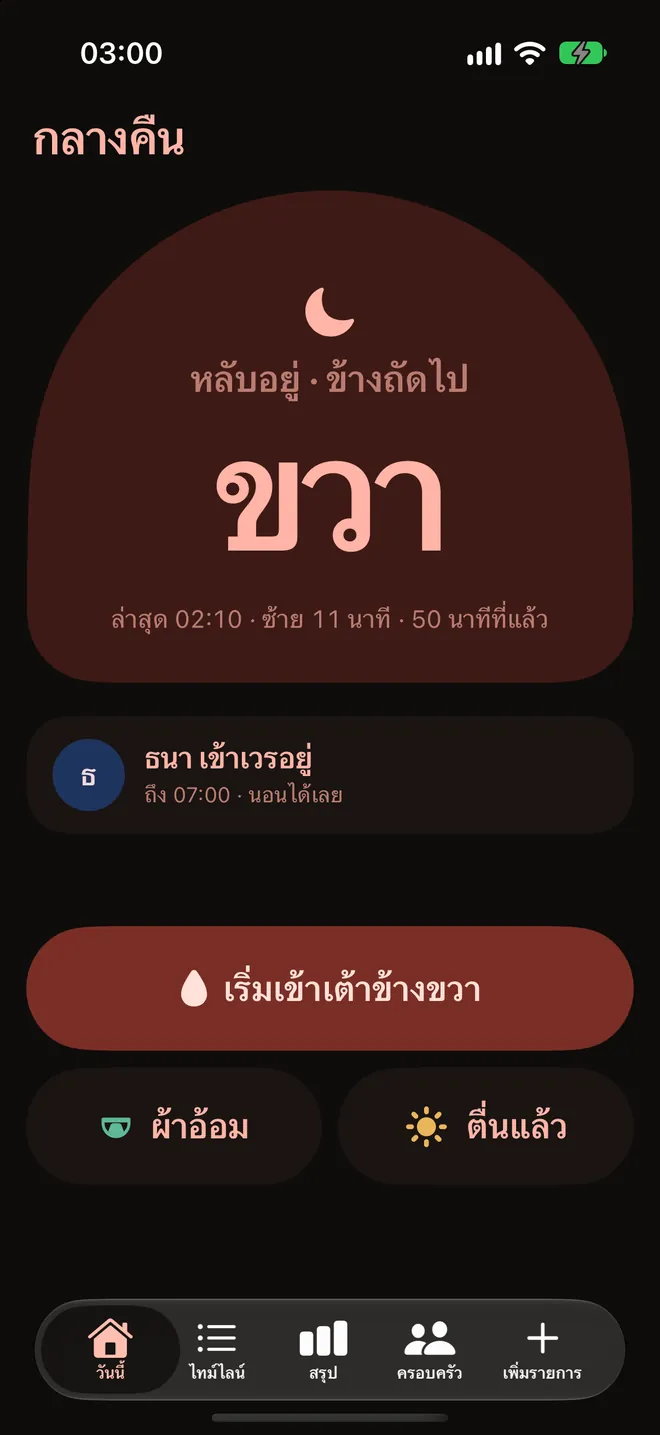 03:00
กลางคืน
หลับอยู่ · ข้างถัดไป
ขวา
ล่าสุด 02:10 · ซ้าย 11 นาที · 50 นาทีที่แล้ว
ธ
ธนา เข้าเวรอยู่
ถึง 07:00 · นอนได้เลย
เริ่มเข้าเต้าข้างขวา
ผ้าอ้อม
ตื่นแล้ว
วันนี้
ไทม์ไลน์
สรุป
ครอบครัว
เพิ่มรายการ